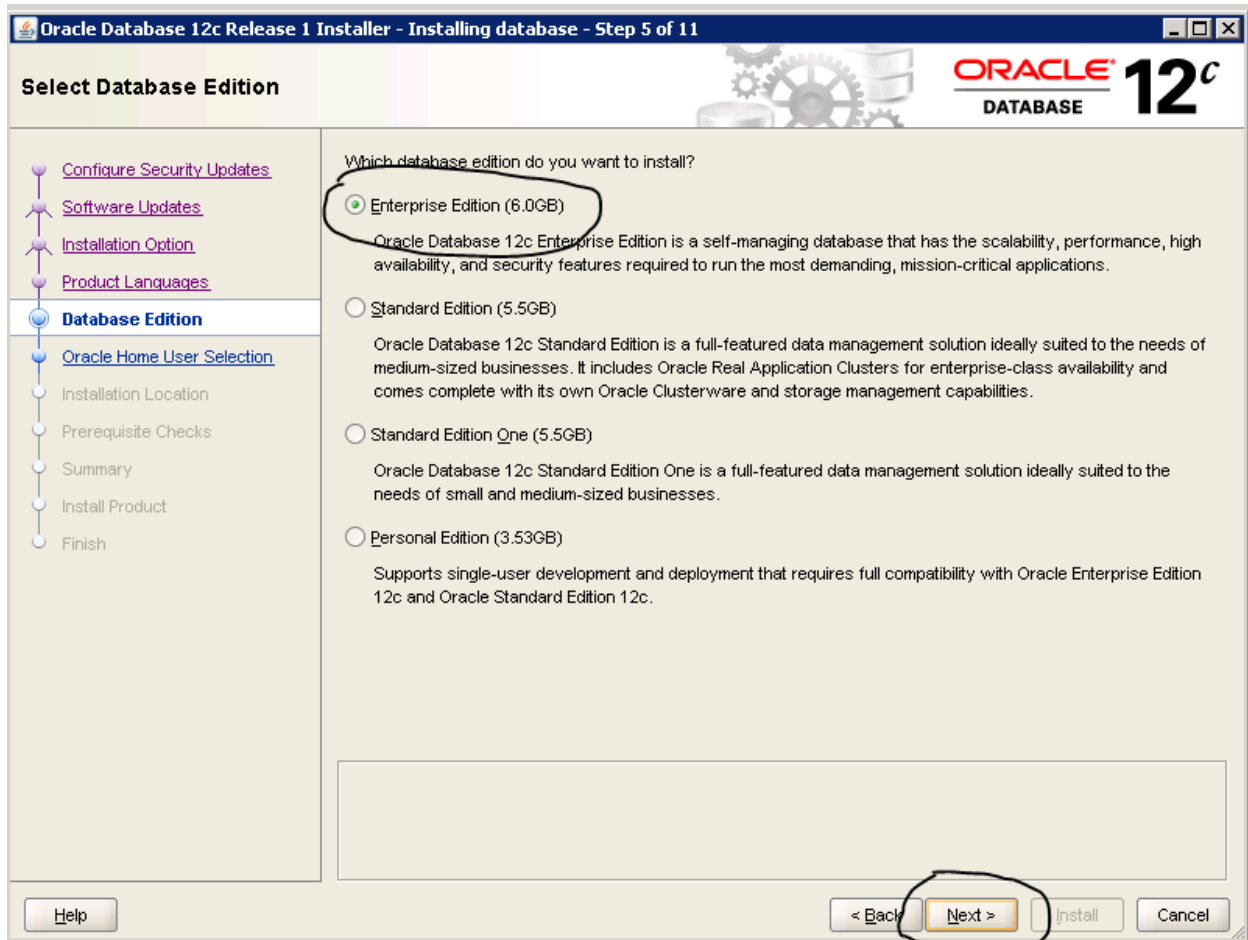 Oracle Database 12c Release 1 Installer - Installing database - Step 5 of 11
Select Database Edition
ORACLE
DATABASE
12c
Configure Security Updates
Software Updates
Installation Option
Product Languages
Database Edition
Oracle Home User Selection
Installation Location
Prerequisite Checks
Summary
Install Product
Finish
Which database edition do you want to install?
Enterprise Edition (6.0GB)
Oracle Database 12c Enterprise Edition is a self-managing database that has the scalability, performance, high
availability, and security features required to run the most demanding, mission-critical applications.
Standard Edition (5.5GB)
Oracle Database 12c Standard Edition is a full-featured data management solution ideally suited to the needs of
medium-sized businesses. It includes Oracle Real Application Clusters for enterprise-class availability and
comes complete with its own Oracle Clusterware and storage management capabilities.
Standard Edition One (5.5GB)
Oracle Database 12c Standard Edition One is a full-featured data management solution ideally suited to the
needs of small and medium-sized businesses.
Personal Edition (3.53GB)
Supports single-user development and deployment that requires full compatibility with Oracle Enterprise Edition
12c and Oracle Standard Edition 12c.
Help
< Back
Next >
Install
Cancel